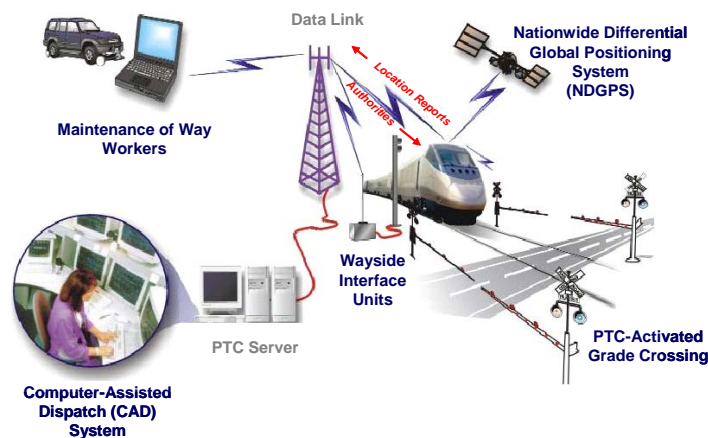 Data Link
Nationwide Differential
Global Positioning
System
(NDGPS)
Location Reports
Authorities
Maintenance of Way
Workers
Wayside
Interface
Units
PTC-Activated
Grade Crossing
PTC Server
Computer-Assisted
Dispatch (CAD)
System